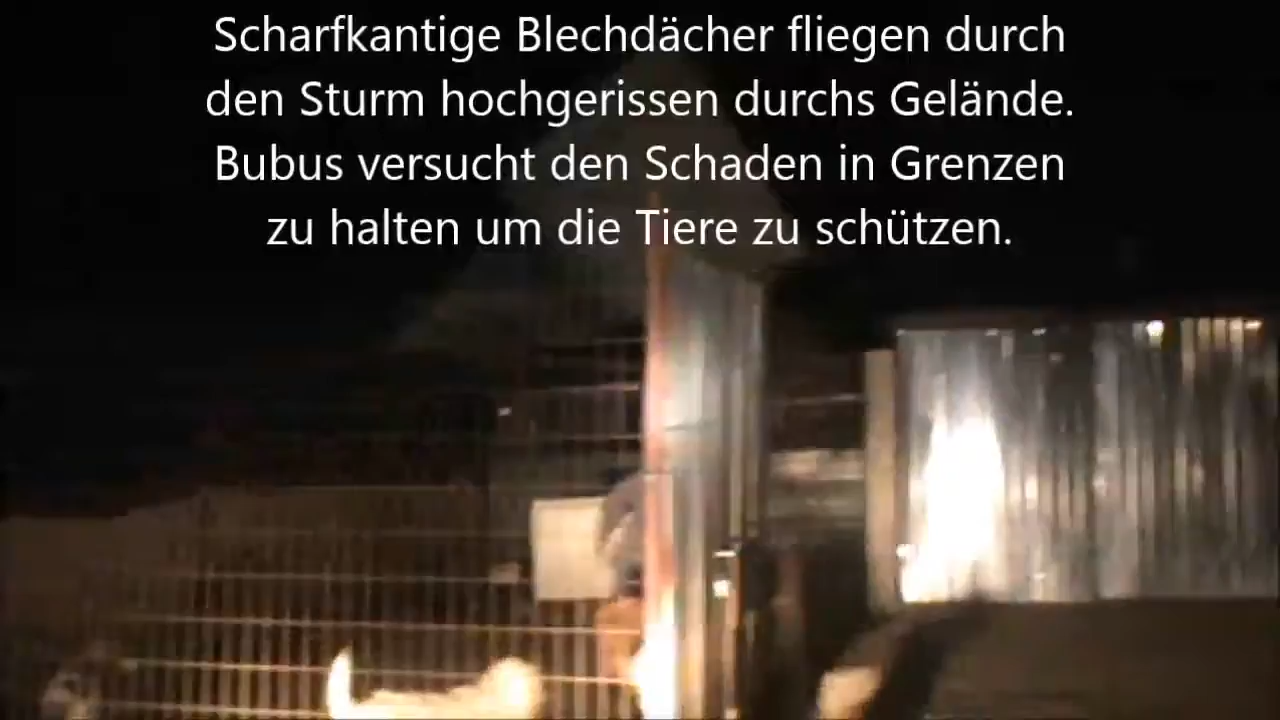 Scharfkantige Blechdächer fliegen durch
den Sturm hochgerissen durchs Gelände.
Bubus versucht den Schaden in Grenzen
zu halten um die Tiere zu schützen.